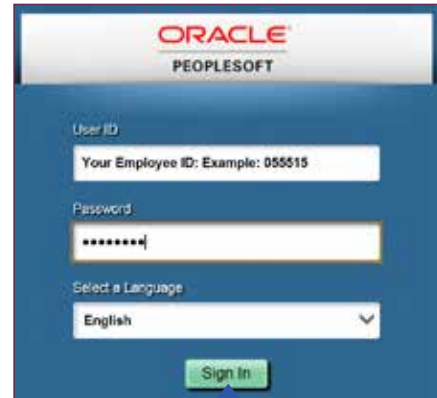 ORACLE
PEOPLESOFT
User ID
Your Employee ID: Example: 055515
Password
Select a Language
English
Sign In